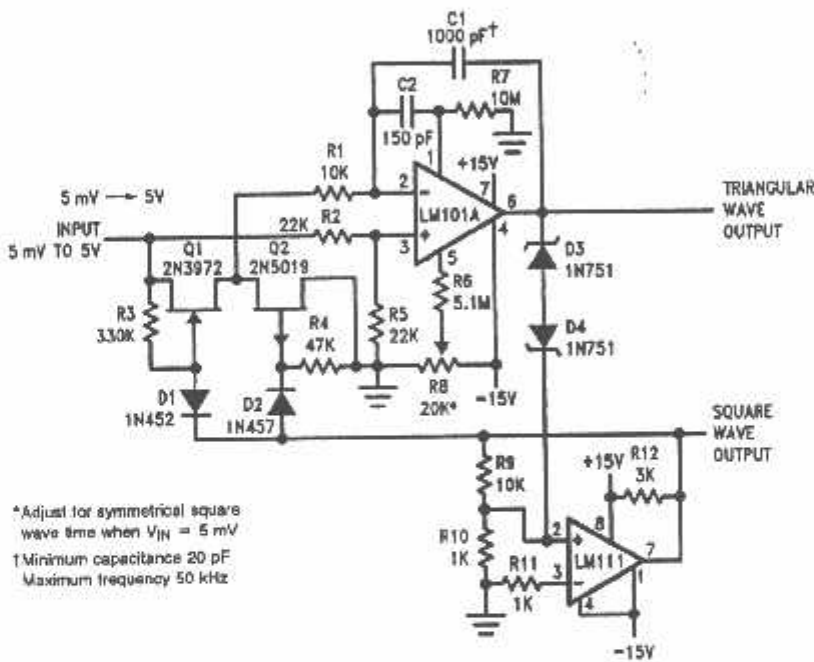 C1
1000 pF†
C2
150 pF
R7
10M
R1
10K
1
+15V
2
-
7
6
5 mV → 5V
INPUT
5 mV TO 5V
22K
R2
LM101A
3
+
4
5
TRIANGULAR
WAVE
OUTPUT
Q1
2N3972
Q2
2N5019
R6
5.1M
D3
1N751
R3
330K
R4
47K
R5
22K
D4
1N751
R8
20K*
-15V
D1
1N452
D2
1N457
SQUARE
WAVE
OUTPUT
R9
10K
+15V
R12
3K
*Adjust for symmetrical square
wave time when VIN = 5 mV
†Minimum capacitance 20 pF
Maximum frequency 50 kHz
R10
1K
R11
1K
2
+
8
LM111
7
3
-
1
4
-15V